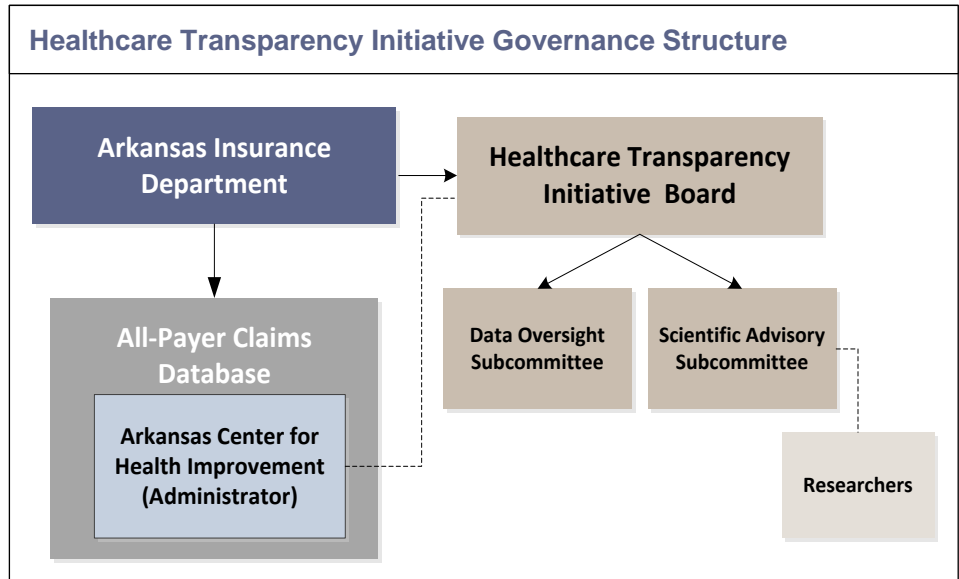 Healthcare Transparency Initiative Governance Structure
Arkansas Insurance
Department
Healthcare Transparency
Initiative Board
All-Payer Claims
Database
Arkansas Center for
Health Improvement
(Administrator)
Data Oversight
Subcommittee
Scientific Advisory
Subcommittee
Researchers